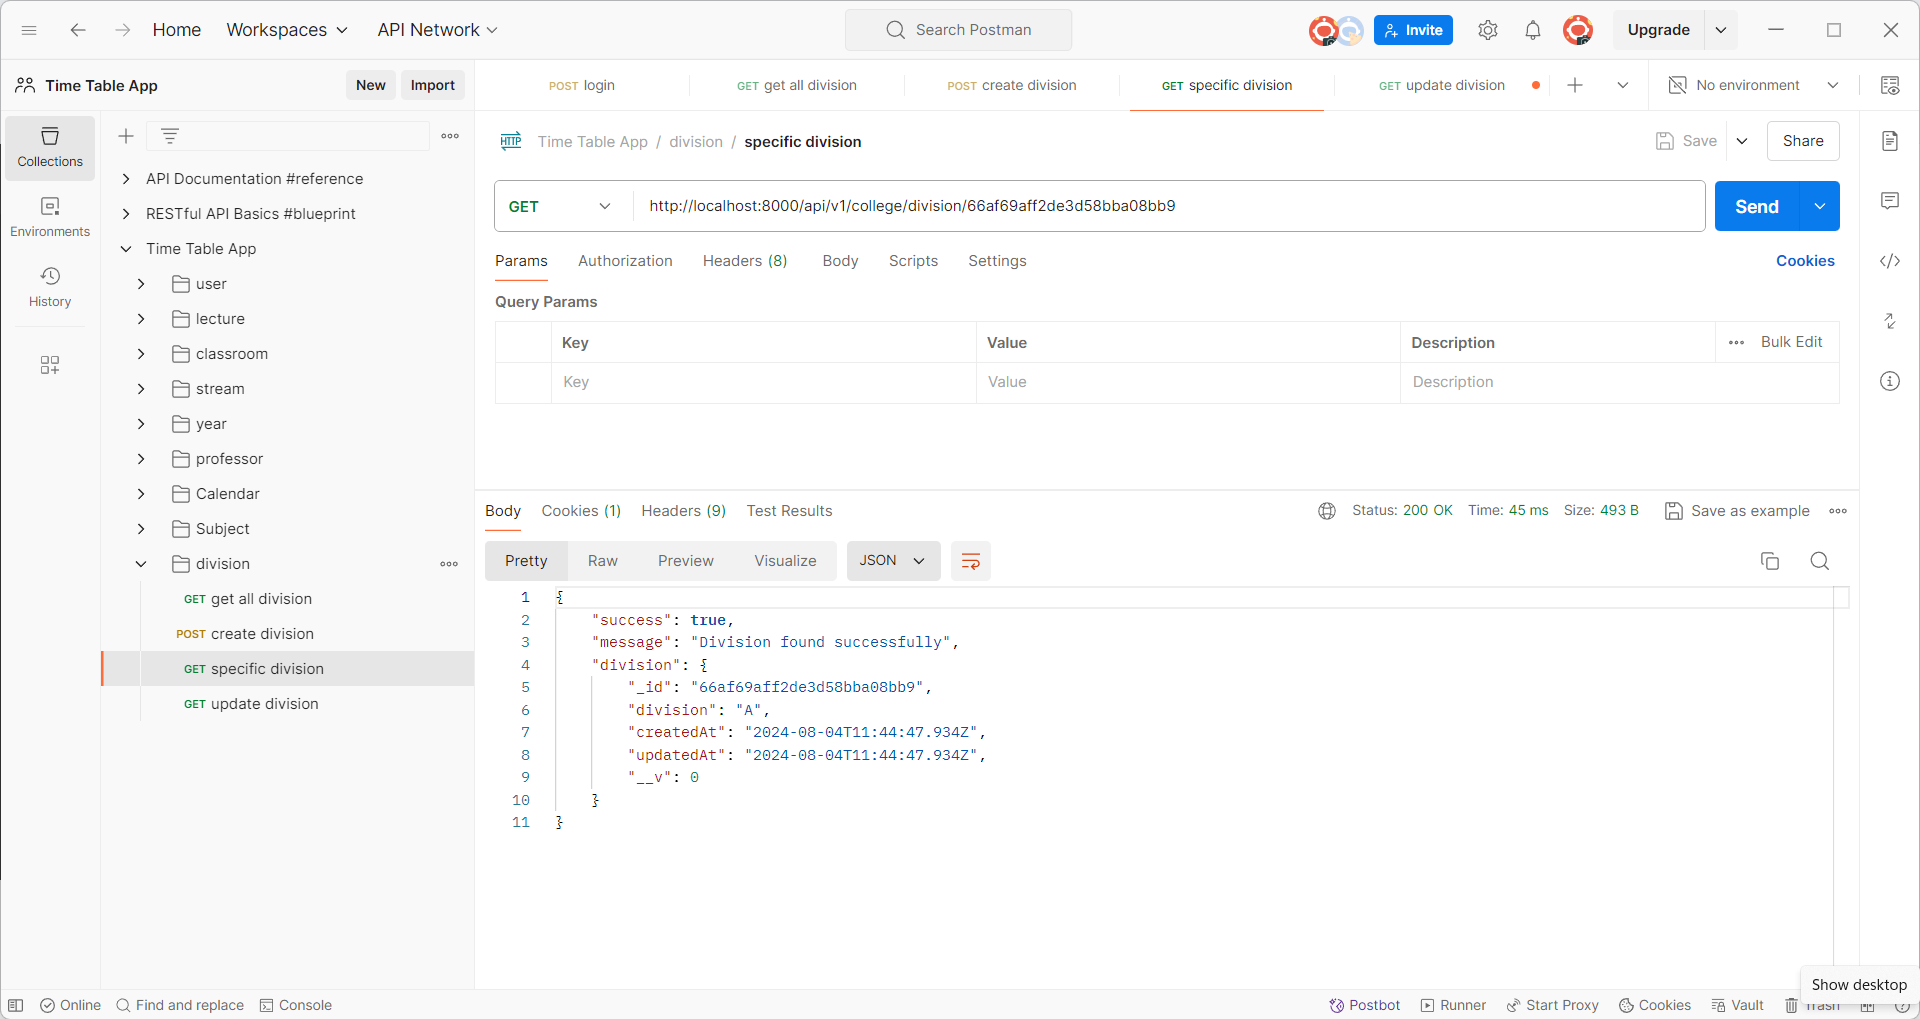 Home Workspaces API Network Search Postman Invite Upgrade
Time Table App New Import POST login GET get all division POST create division GET specific division GET update division No environment
Collections
Environments
History
API Documentation #reference
RESTful API Basics #blueprint
Time Table App
user
lecture
classroom
stream
year
professor
Calendar
Subject
division
GET get all division
POST create division
GET specific division
GET update division
HTTP Time Table App / division / specific division Save Share
GET http://localhost:8000/api/v1/college/division/66af69aff2de3d58bba08bb9 Send
Params Authorization Headers (8) Body Scripts Settings Cookies
Query Params
Key Value Description Bulk Edit
Key Value Description
Body Cookies (1) Headers (9) Test Results Status: 200 OK Time: 45 ms Size: 493 B Save as example
Pretty Raw Preview Visualize JSON
1 {
2 "success": true,
3 "message": "Division found successfully",
4 "division": {
5 "_id": "66af69aff2de3d58bba08bb9",
6 "division": "A",
7 "createdAt": "2024-08-04T11:44:47.934Z",
8 "updatedAt": "2024-08-04T11:44:47.934Z",
9 "__v": 0
10 }
11 }
Show desktop
Online Find and replace Console Postbot Runner Start Proxy Cookies Vault Trash